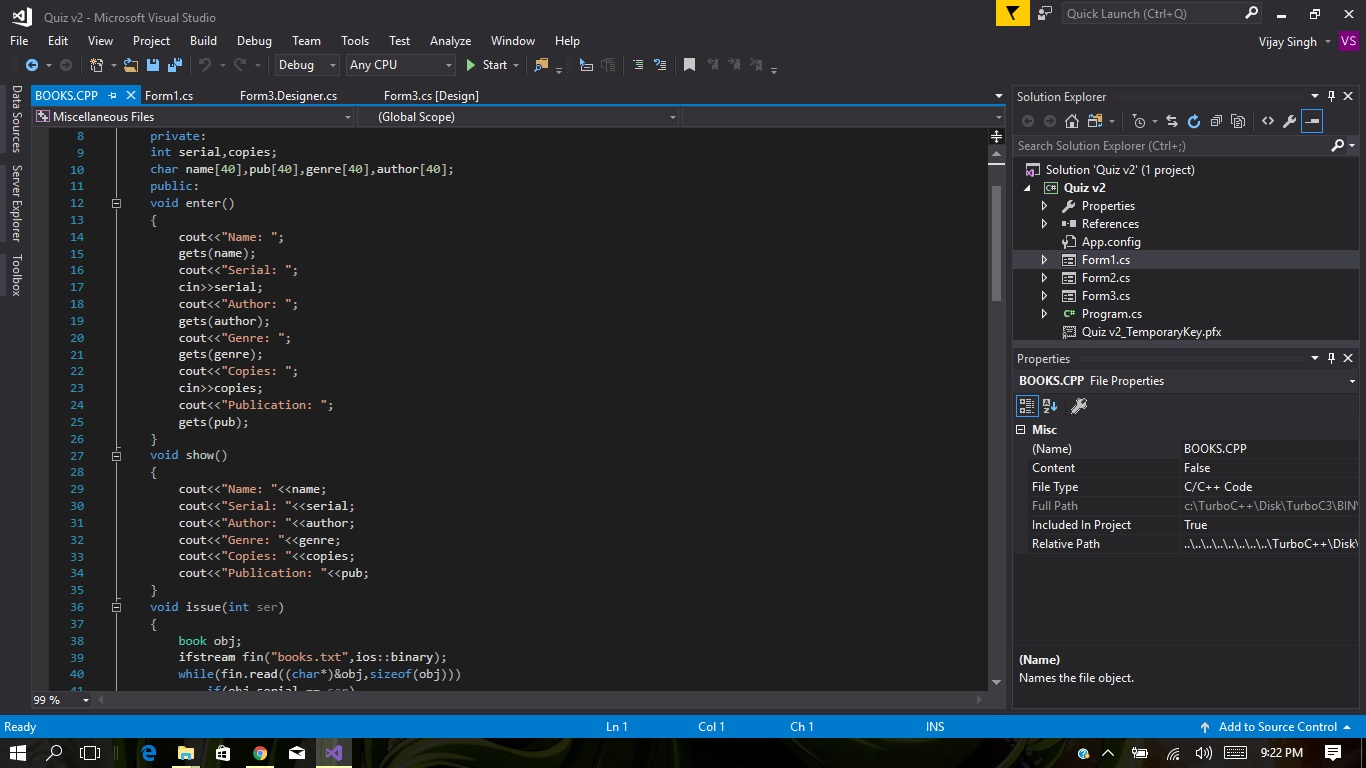 Quiz v2 - Microsoft Visual Studio
Quick Launch (Ctrl+Q)
File Edit View Project Build Debug Team Tools Test Analyze Window Help
Vijay Singh VS
Debug Any CPU Start
Data Sources
Server Explorer
Toolbox
BOOKS.CPP Form1.cs Form3.Designer.cs Form3.cs [Design]
Miscellaneous Files (Global Scope)
8 private:
9 int serial,copies;
10 char name[40],pub[40],genre[40],author[40];
11 public:
12 void enter()
13 {
14 cout<<"Name: ";
15 gets(name);
16 cout<<"Serial: ";
17 cin>>serial;
18 cout<<"Author: ";
19 gets(author);
20 cout<<"Genre: ";
21 gets(genre);
22 cout<<"Copies: ";
23 cin>>copies;
24 cout<<"Publication: ";
25 gets(pub);
26 }
27 void show()
28 {
29 cout<<"Name: "<<name;
30 cout<<"Serial: "<<serial;
31 cout<<"Author: "<<author;
32 cout<<"Genre: "<<genre;
33 cout<<"Copies: "<<copies;
34 cout<<"Publication: "<<pub;
35 }
36 void issue(int ser)
37 {
38 book obj;
39 ifstream fin("books.txt",ios::binary);
40 while(fin.read((char*)&obj,sizeof(obj)))
41 if(obj.serial == ser)
99 %
Solution Explorer
Search Solution Explorer (Ctrl+;)
Solution 'Quiz v2' (1 project)
C# Quiz v2
Properties
References
App.config
Form1.cs
Form2.cs
Form3.cs
C# Program.cs
Quiz v2_TemporaryKey.pfx
Properties
BOOKS.CPP File Properties
Misc
(Name) BOOKS.CPP
Content False
File Type C/C++ Code
Full Path c:\TurboC++\Disk\TurboC3\BIN\
Included In Project True
Relative Path ..\..\..\..\..\..\..\..\TurboC++\Disk\
(Name)
Names the file object.
Ready Ln 1 Col 1 Ch 1 INS Add to Source Control
9:22 PM